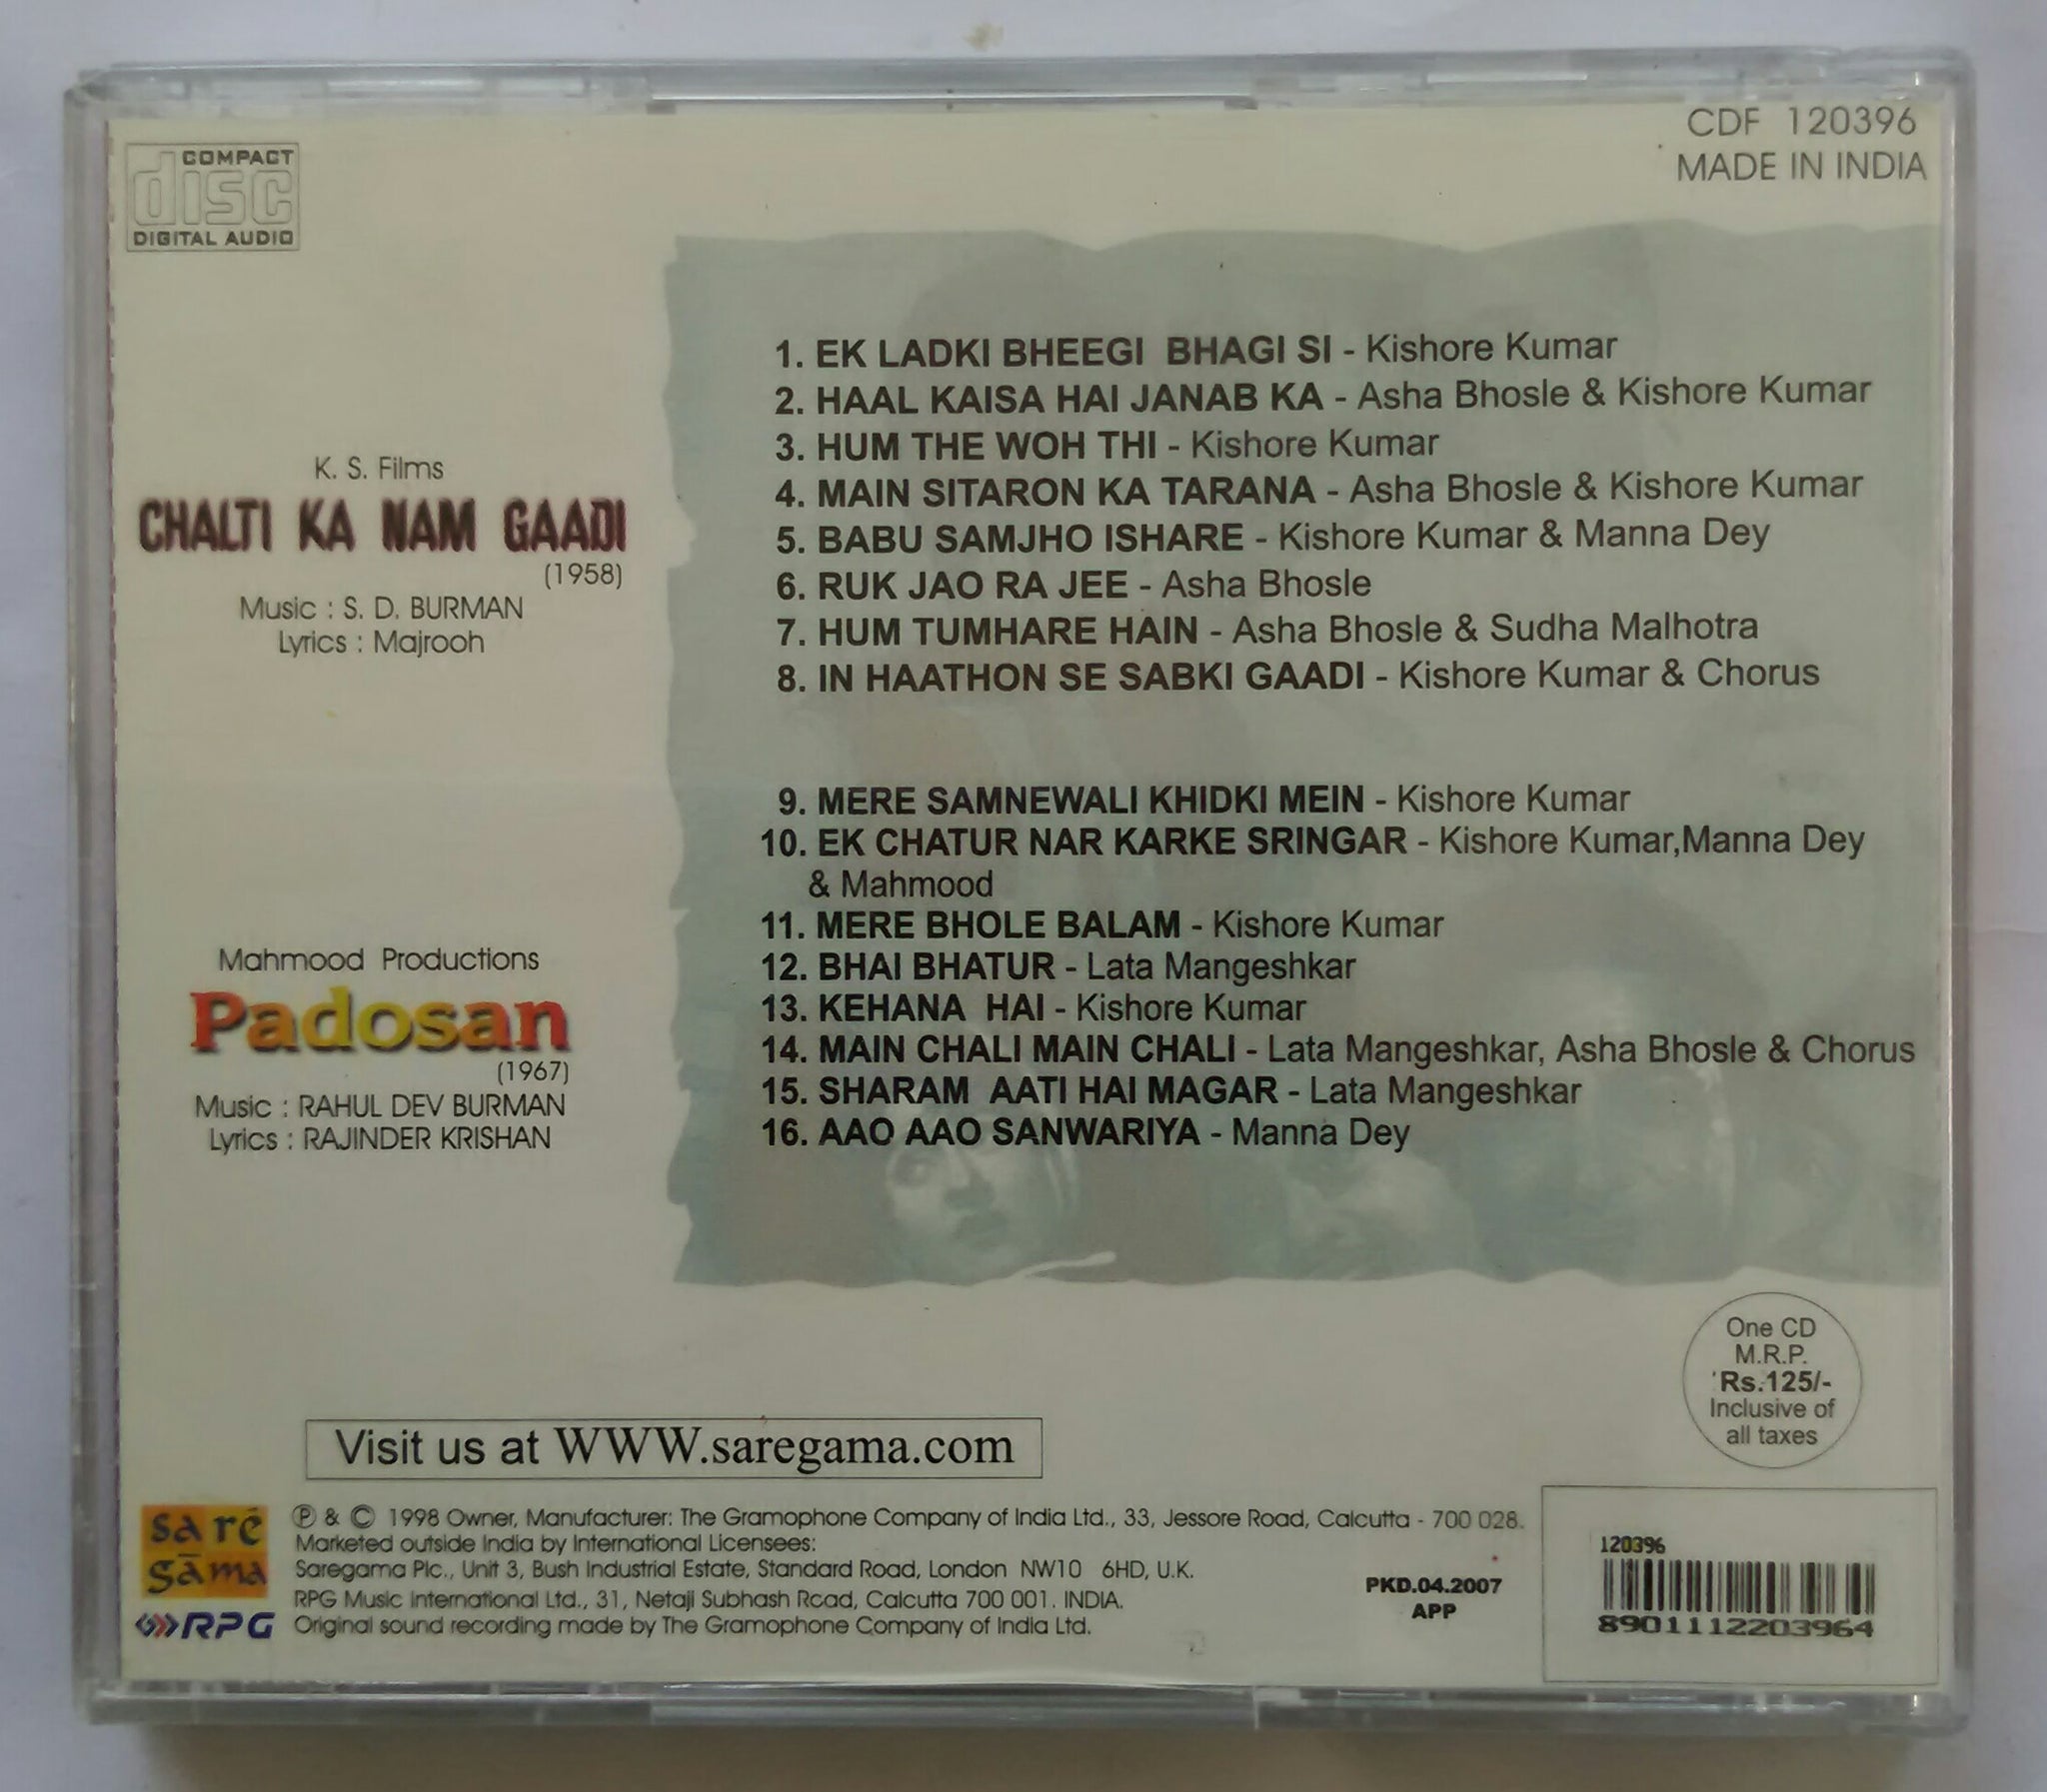 COMPACT
disc
DIGITAL AUDIO
CDF 120396
MADE IN INDIA
K. S. Films
CHALTI KA NAM GAADI
(1958)
Music : S. D. BURMAN
Lyrics : Majrooh
1. EK LADKI BHEEGI BHAGI SI - Kishore Kumar
2. HAAL KAISA HAI JANAB KA - Asha Bhosle & Kishore Kumar
3. HUM THE WOH THI - Kishore Kumar
4. MAIN SITARON KA TARANA - Asha Bhosle & Kishore Kumar
5. BABU SAMJHO ISHARE - Kishore Kumar & Manna Dey
6. RUK JAO RA JEE - Asha Bhosle
7. HUM TUMHARE HAIN - Asha Bhosle & Sudha Malhotra
8. IN HAATHON SE SABKI GAADI - Kishore Kumar & Chorus
Mahmood Productions
Padosan
(1967)
Music : RAHUL DEV BURMAN
Lyrics : RAJINDER KRISHAN
9. MERE SAMNEWALI KHIDKI MEIN - Kishore Kumar
10. EK CHATUR NAR KARKE SRINGAR - Kishore Kumar,Manna Dey
& Mahmood
11. MERE BHOLE BALAM - Kishore Kumar
12. BHAI BHATUR - Lata Mangeshkar
13. KEHANA HAI - Kishore Kumar
14. MAIN CHALI MAIN CHALI - Lata Mangeshkar, Asha Bhosle & Chorus
15. SHARAM AATI HAI MAGAR - Lata Mangeshkar
16. AAO AAO SANWARIYA - Manna Dey
One CD
M.R.P.
Rs.125/-
Inclusive of
all taxes
Visit us at WWW.saregama.com
sa rē
gāma
RPG
℗ & © 1998 Owner, Manufacturer: The Gramophone Company of India Ltd., 33, Jessore Road, Calcutta - 700 028.
Marketed outside India by International Licensees:
Saregama Plc., Unit 3, Bush Industrial Estate, Standard Road, London NW10 6HD, U.K.
RPG Music International Ltd., 31, Netaji Subhash Road, Calcutta 700 001. INDIA.
Original sound recording made by The Gramophone Company of India Ltd.
PKD.04.2007
APP
120396
8901112203964